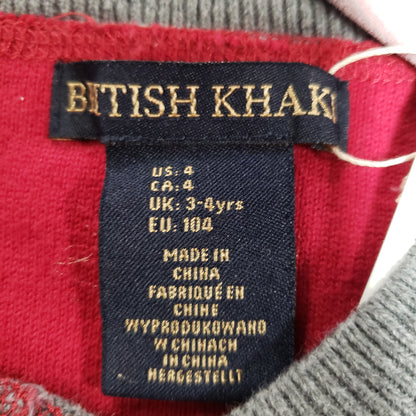 BITISH KHAKI
US: 4
CA: 4
UK: 3-4yrs
EU: 104
MADE IN
CHINA
FABRIQUÉ EN
CHINE
WYPRODUKOWANO
W CHINACH
IN CHINA
HERGESTELLT